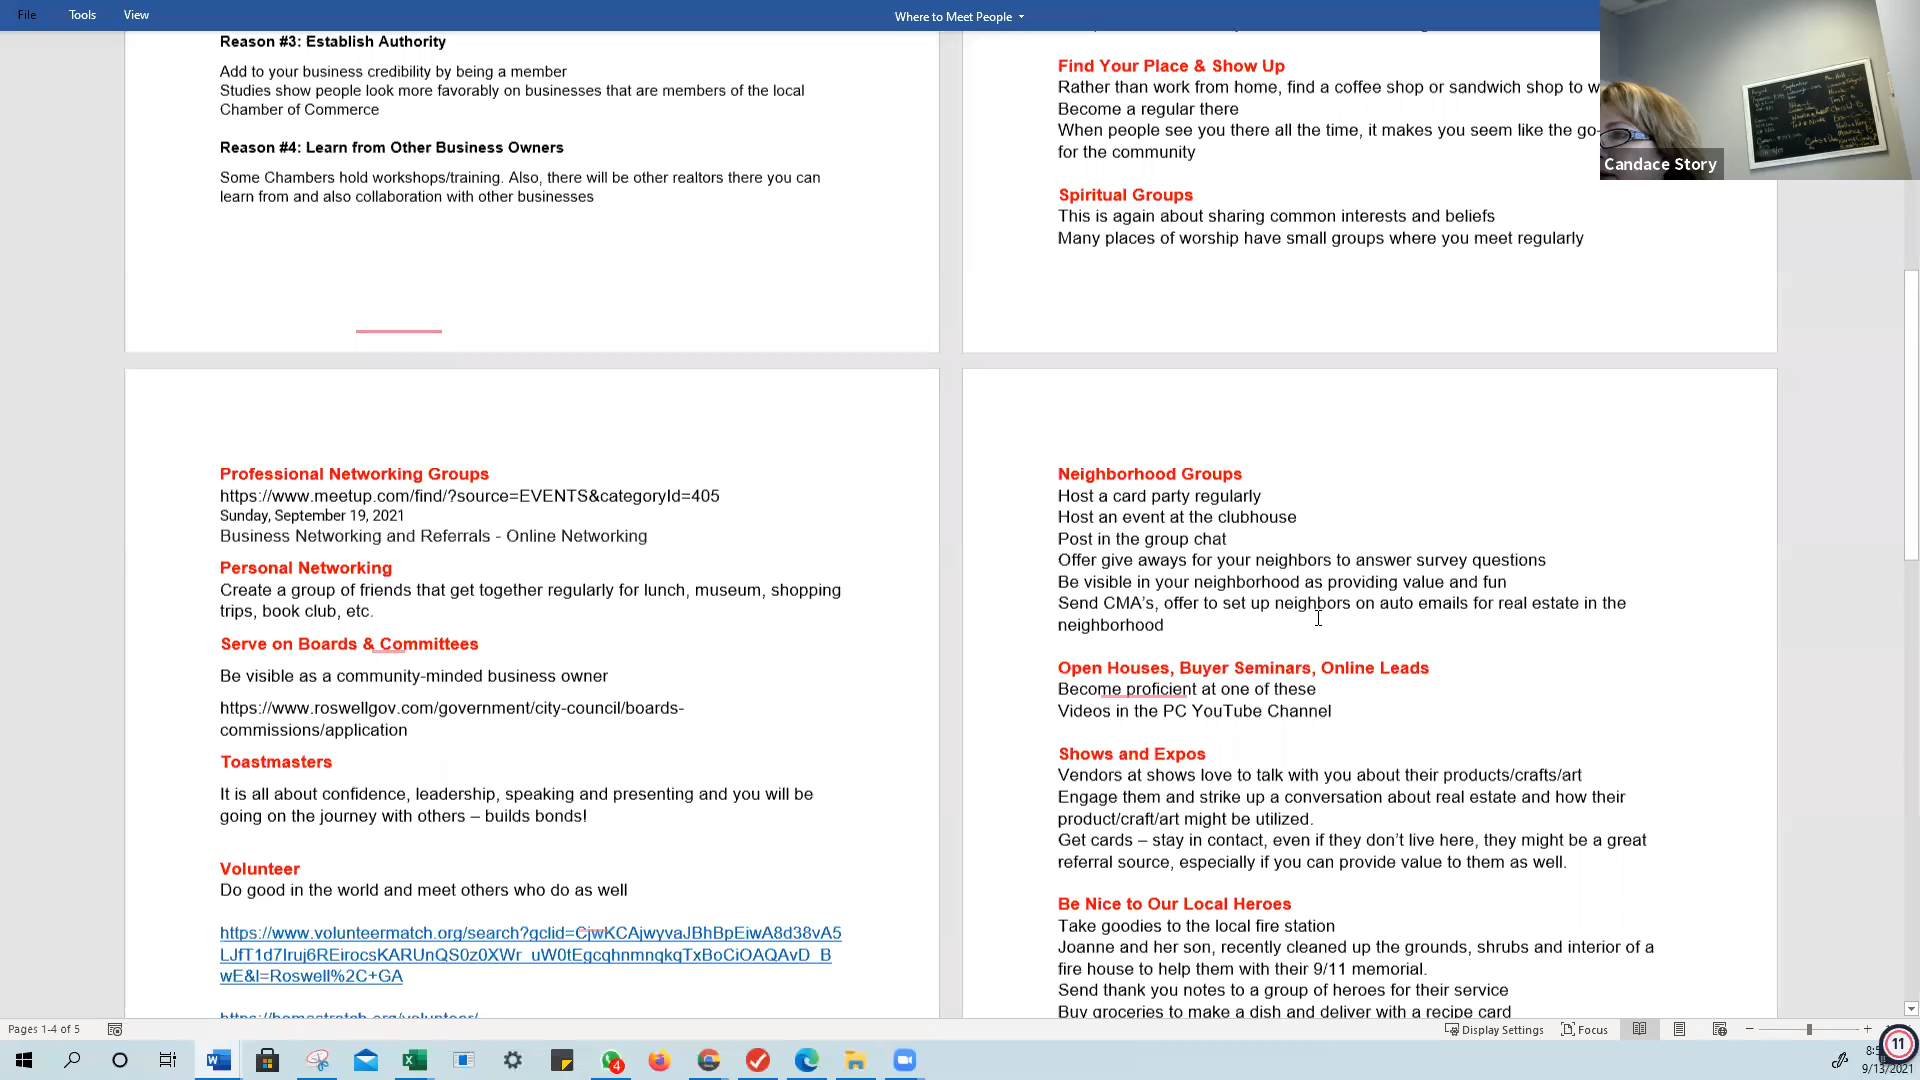 File Tools View Where to Meet People
Reason #3: Establish Authority
Add to your business credibility by being a member
Studies show people look more favorably on businesses that are members of the local
Chamber of Commerce
Reason #4: Learn from Other Business Owners
Some Chambers hold workshops/training. Also, there will be other realtors there you can
learn from and also collaboration with other businesses
Find Your Place & Show Up
Rather than work from home, find a coffee shop or sandwich shop to w
Become a regular there
When people see you there all the time, it makes you seem like the go-
for the community
Spiritual Groups
This is again about sharing common interests and beliefs
Many places of worship have small groups where you meet regularly
Candace Story
Professional Networking Groups
https://www.meetup.com/find/?source=EVENTS&categoryId=405
Sunday, September 19, 2021
Business Networking and Referrals - Online Networking
Personal Networking
Create a group of friends that get together regularly for lunch, museum, shopping
trips, book club, etc.
Serve on Boards & Committees
Be visible as a community-minded business owner
https://www.roswellgov.com/government/city-council/boards-
commissions/application
Toastmasters
It is all about confidence, leadership, speaking and presenting and you will be
going on the journey with others – builds bonds!
Volunteer
Do good in the world and meet others who do as well
https://www.volunteermatch.org/search?gclid=CjwKCAjwyvaJBhBpEiwA8d38vA5
LJfT1d7Iruj6REirocsKARUnQS0z0XWr_uW0tEgcqhnmnqkqTxBoCiOAQAvD_B
wE&l=Roswell%2C+GA
Neighborhood Groups
Host a card party regularly
Host an event at the clubhouse
Post in the group chat
Offer give aways for your neighbors to answer survey questions
Be visible in your neighborhood as providing value and fun
Send CMA's, offer to set up neighbors on auto emails for real estate in the
neighborhood
Open Houses, Buyer Seminars, Online Leads
Become proficient at one of these
Videos in the PC YouTube Channel
Shows and Expos
Vendors at shows love to talk with you about their products/crafts/art
Engage them and strike up a conversation about real estate and how their
product/craft/art might be utilized.
Get cards – stay in contact, even if they don't live here, they might be a great
referral source, especially if you can provide value to them as well.
Be Nice to Our Local Heroes
Take goodies to the local fire station
Joanne and her son, recently cleaned up the grounds, shrubs and interior of a
fire house to help them with their 9/11 memorial.
Send thank you notes to a group of heroes for their service
Buy groceries to make a dish and deliver with a recipe card
Pages 1-4 of 5 Display Settings Focus
4
11
9/13/2021